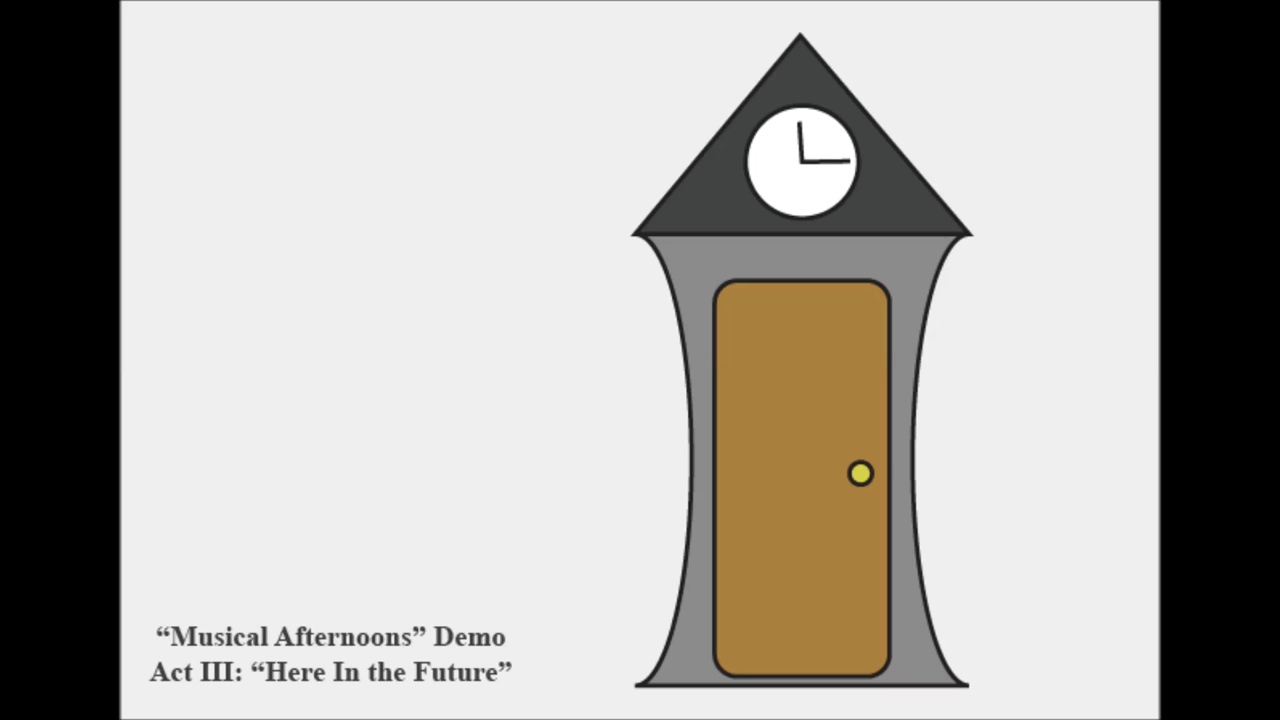 “Musical Afternoons” Demo
Act III: “Here In the Future”